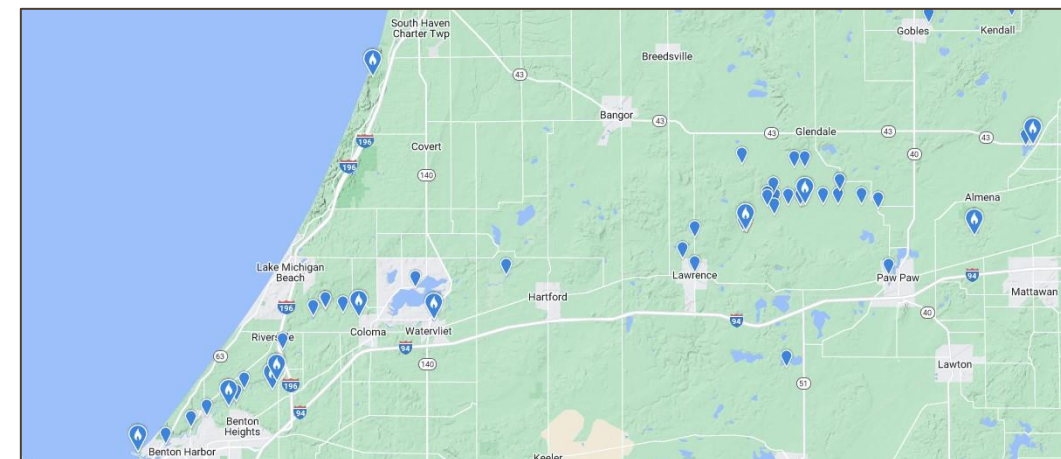 South Haven
Charter Twp
Gobles
Kendall
Breedsville
43
Bangor
43
Glendale
43
43
43
196
Covert
196
140
40
Almena
Lake Michigan
Beach
94
Lawrence
Paw Paw
Mattawan
Hartford
196
94
40
Coloma
Watervliet
Riverside
94
140
63
Lawton
196
51
94
Benton
Heights
Benton Harbor
Keeler